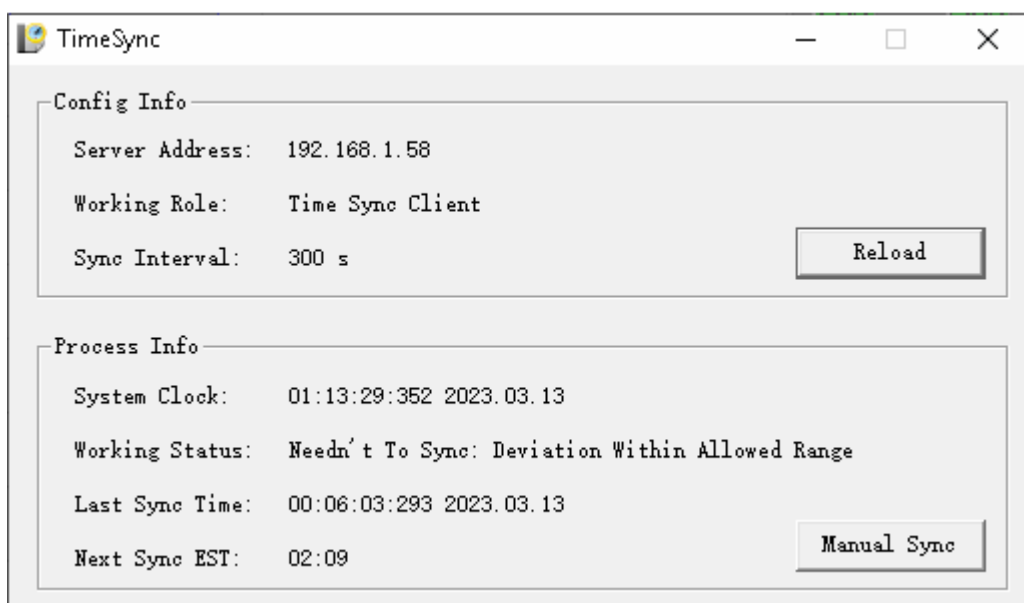 TimeSync
Config Info
Server Address: 192.168.1.58
Working Role: Time Sync Client
Sync Interval: 300 s
Reload
Process Info
System Clock: 01:13:29:352 2023.03.13
Working Status: Needn't To Sync: Deviation Within Allowed Range
Last Sync Time: 00:06:03:293 2023.03.13
Next Sync EST: 02:09
Manual Sync